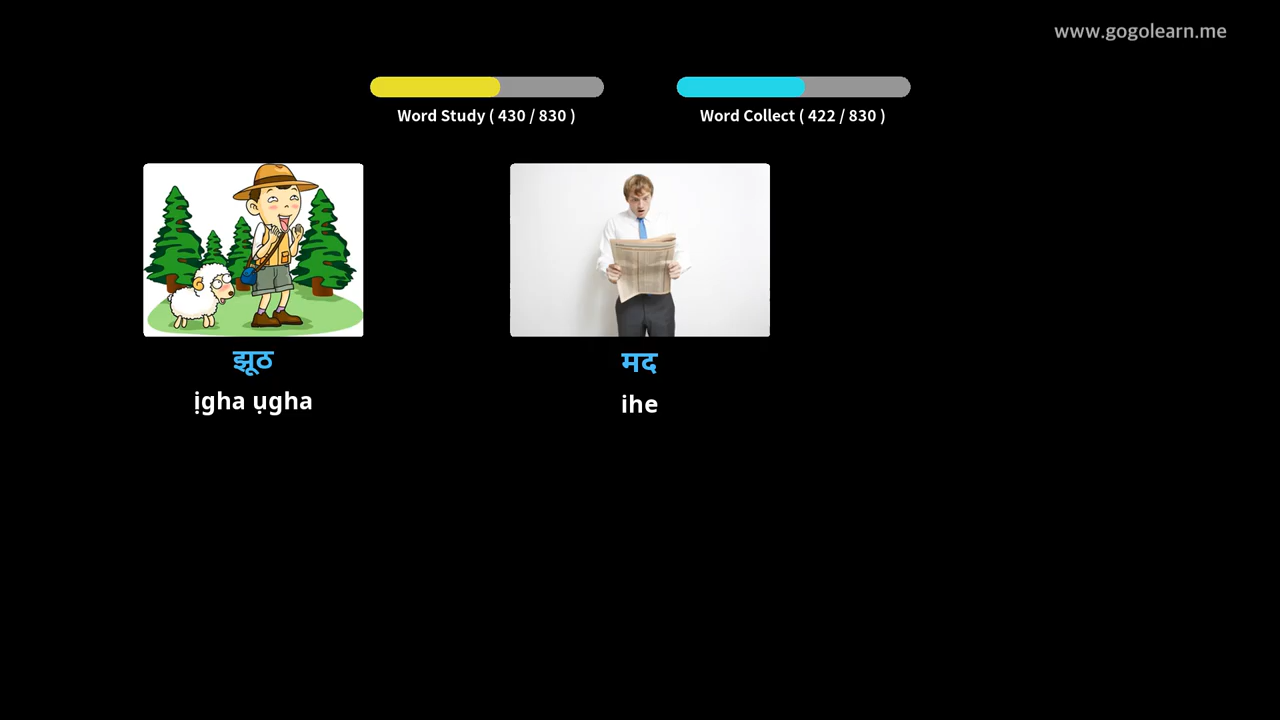 www.gogolearn.me
Word Study ( 430 / 830 )
Word Collect ( 422 / 830 )
झूठ
ịgha ụgha
मद
ihe